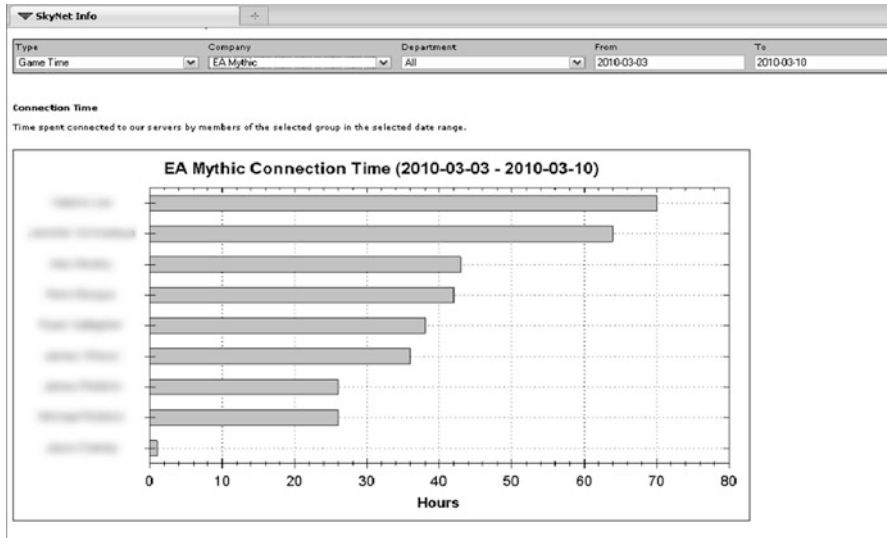 SkyNet Info
Type Company Department From To
Game Time EA Mythic All 2010-03-03 2010-03-10
Connection Time
Time spent connected to our servers by members of the selected group in the selected date range.
EA Mythic Connection Time (2010-03-03 - 2010-03-10)
0 10 20 30 40 50 60 70 80
Hours